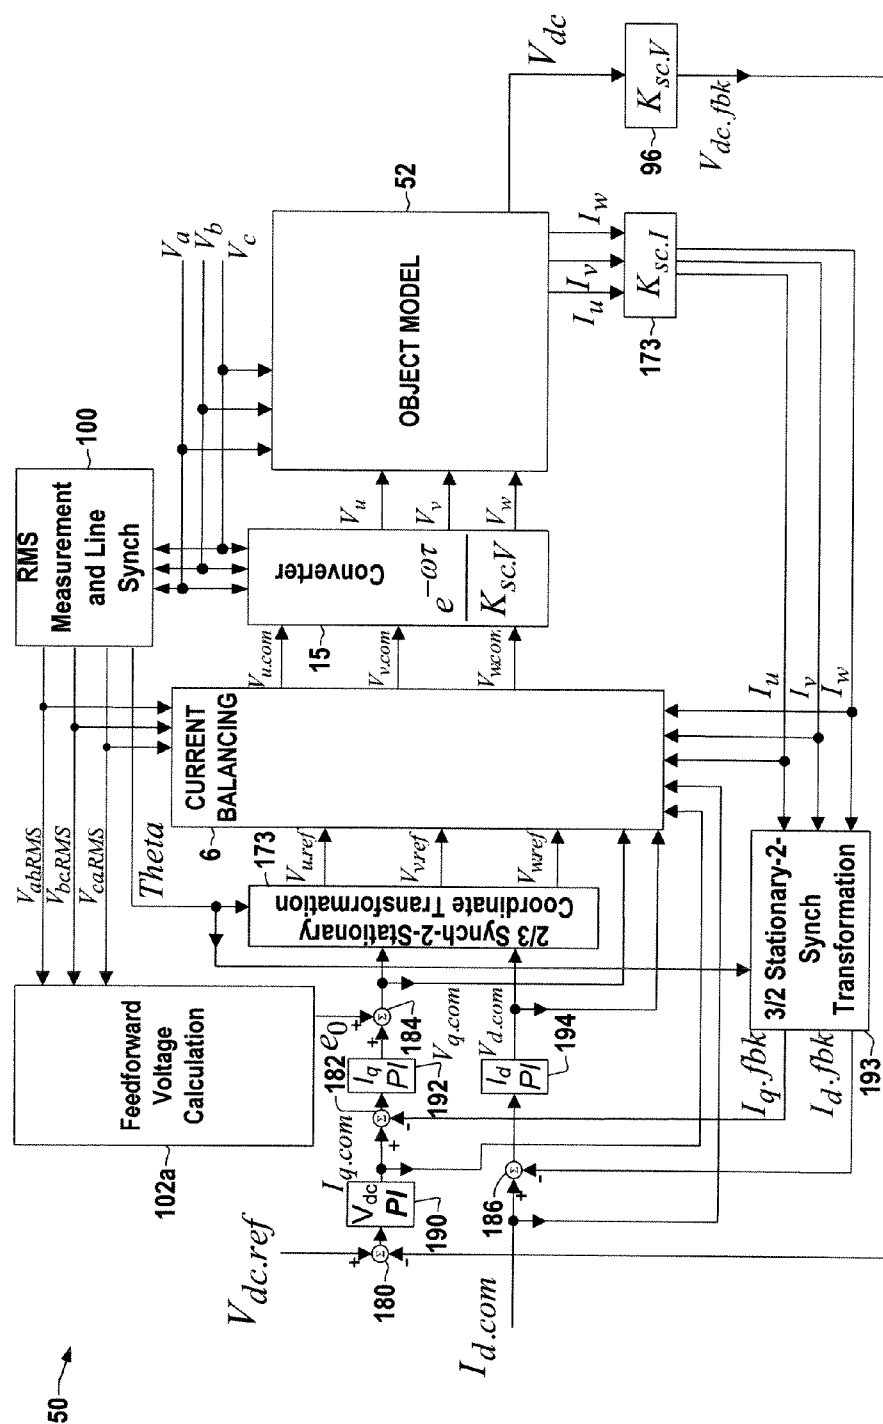 50
V_dc.ref
I_d.com
180
V_dc
PI
190
I_q.com
182
I_q
PI
192
e_0
184
V_q.com
186
I_d
PI
194
V_d.com
Feedforward
Voltage
Calculation
102a
V_abRMS
V_bcRMS
V_caRMS
Theta
2/3 Synch-2-Stationary
Coordinate Transformation
173
V_u.ref
V_v.ref
V_w.ref
CURRENT
BALANCING
6
V_u.com
V_v.com
V_w.com
RMS
Measurement
and Line
Synch
100
Converter
e^-ωτ
K_sc.V
15
V_u
V_v
V_w
V_a
V_b
V_c
OBJECT MODEL
52
I_u
I_v
I_w
K_sc.I
173
V_dc
K_sc.V
96
V_dc.fbk
I_u
I_v
I_w
3/2 Stationary-2-
Synch
Transformation
193
I_q.fbk
I_d.fbk
Σ
+
-
Σ
+
-
Σ
+
+
Σ
+
-